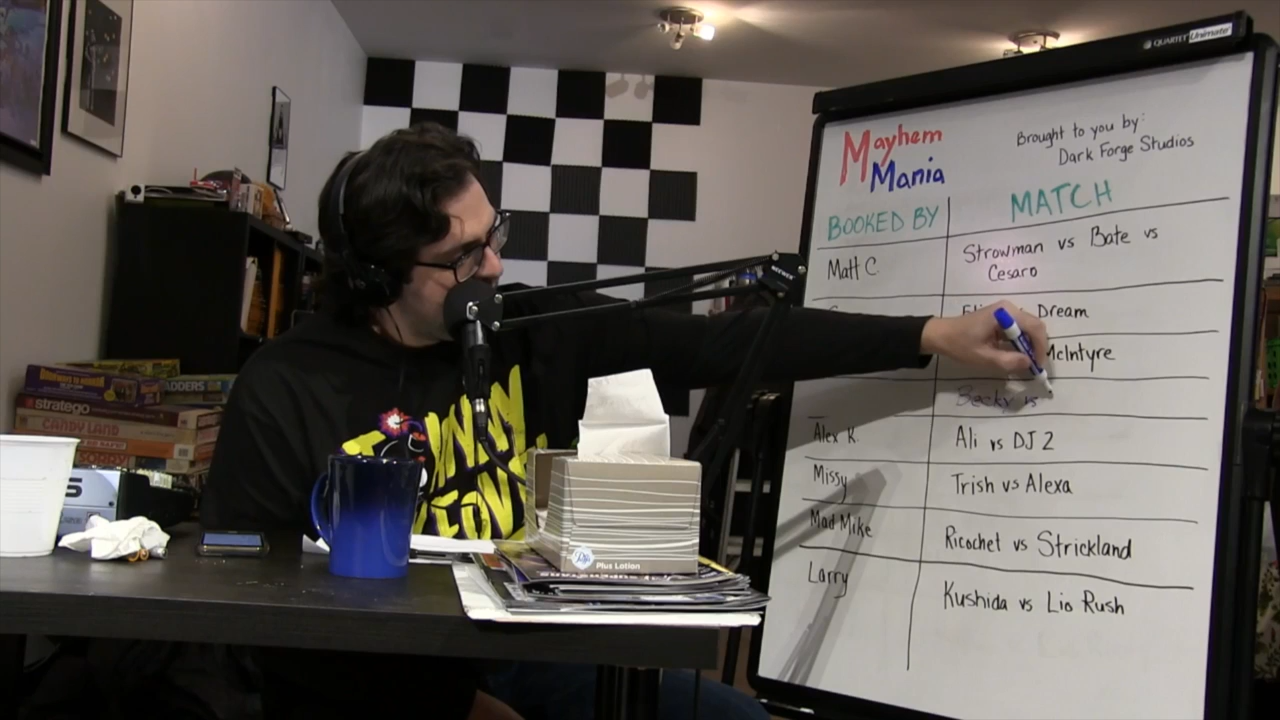 QUARTET Unimate
Mayhem
Mania
Brought to you by:
Dark Forge Studios
BOOKED BY
MATCH
Matt C.
Strowman vs Bate vs
Cesaro
Dream
McIntyre
Becky vs
Alex K.
Ali vs DJ Z
Missy
Trish vs Alexa
Mad Mike
Ricochet vs Strickland
Larry
Kushida vs Lio Rush
LADDERS
stratego
CANDY LAND
SORRY
Plus Lotion